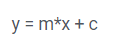 y = m*x + c